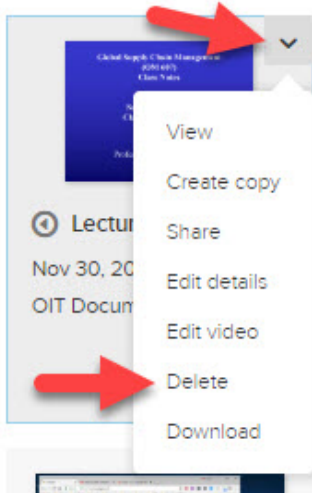 Global Supply Chain Management
Class Notes
View
Create copy
Lectur
Share
Nov 30, 20
Edit details
OIT Docum
Edit video
Delete
Download